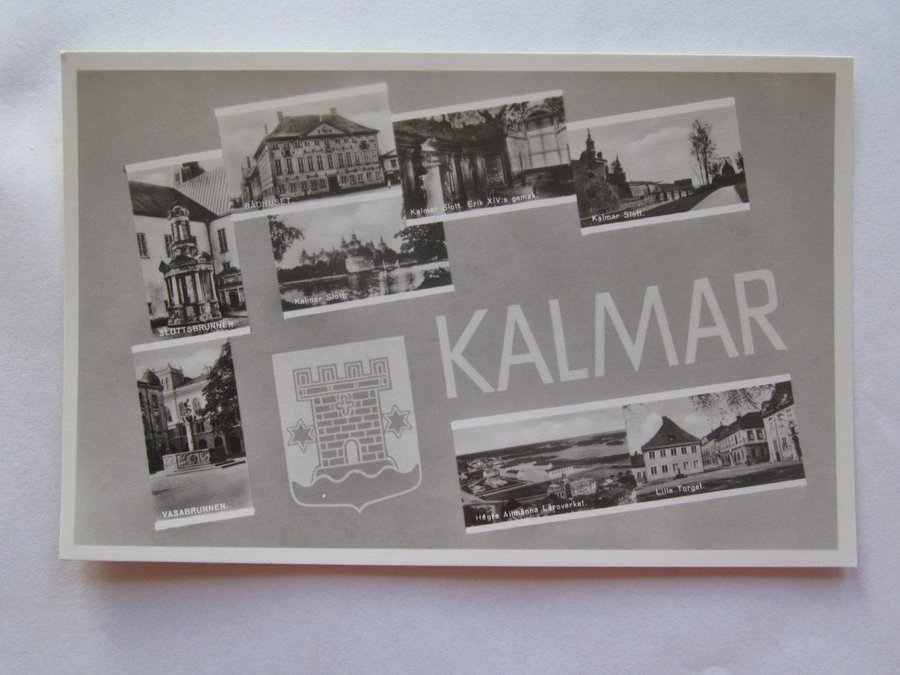 RÅDHUSET.
Kalmar Slott. Erik XIV:s gemak.
Kalmar Slott.
Kalmar Slott.
SLOTTSBRUNNEN.
KALMAR
VASABRUNNEN.
Högre Allmänna Läroverket.
Lilla Torget.